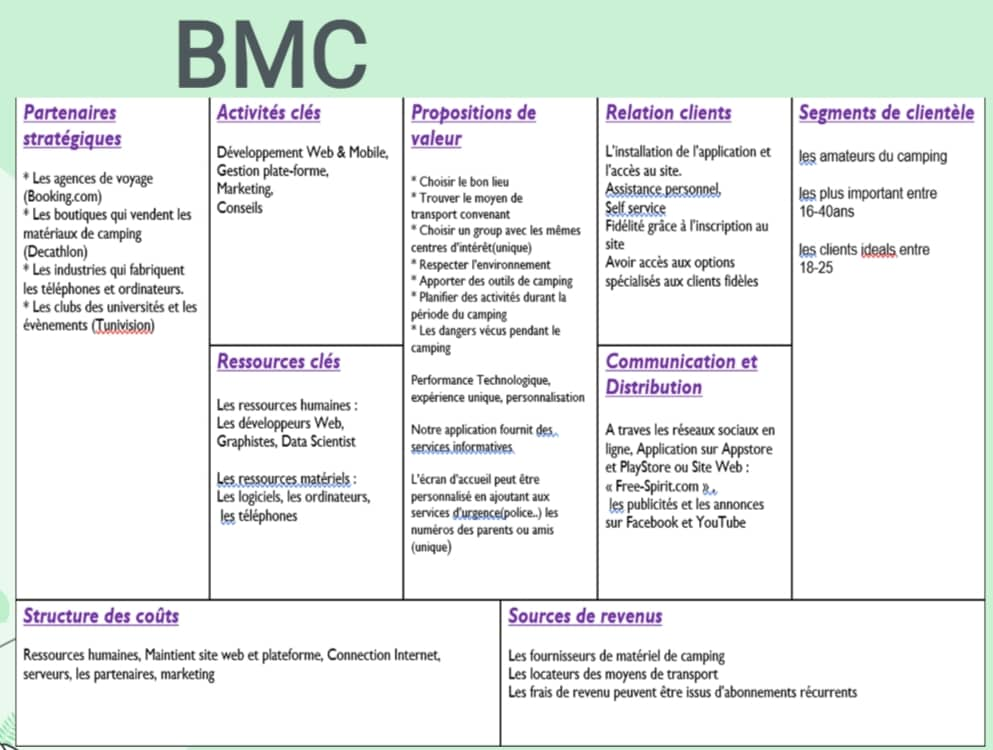 BMC
Partenaires
stratégiques
* Les agences de voyage
(Booking.com)
* Les boutiques qui vendent les
matériaux de camping
(Decathlon)
* Les industries qui fabriquent
les téléphones et ordinateurs.
* Les clubs des universités et les
évènements (Tunivision)
Activités clés
Développement Web & Mobile,
Gestion plate-forme,
Marketing,
Conseils
Ressources clés
Les ressources humaines :
Les développeurs Web,
Graphistes, Data Scientist
Les ressources matériels :
Les logiciels, les ordinateurs,
les téléphones
Propositions de
valeur
* Choisir le bon lieu
* Trouver le moyen de
transport convenant
* Choisir un group avec les mêmes
centres d'intérêt(unique)
* Respecter l'environnement
* Apporter des outils de camping
* Planifier des activités durant la
période du camping
* Les dangers vécus pendant le
camping
Performance Technologique,
expérience unique, personnalisation
Notre application fournit des
services informatives
L'écran d'accueil peut être
personnalisé en ajoutant aux
services d'urgence(police..) les
numéros des parents ou amis
(unique)
Relation clients
L'installation de l'application et
l'accès au site.
Assistance personnel,
Self service
Fidélité grâce à l'inscription au
site
Avoir accès aux options
spécialisés aux clients fidèles
Communication et
Distribution
A traves les réseaux sociaux en
ligne, Application sur Appstore
et PlayStore ou Site Web :
« Free-Spirit.com » ,
les publicités et les annonces
sur Facebook et YouTube
Segments de clientèle
les amateurs du camping
les plus important entre
16-40ans
les clients ideals entre
18-25
Structure des coûts
Ressources humaines, Maintient site web et plateforme, Connection Internet,
serveurs, les partenaires, marketing
Sources de revenus
Les fournisseurs de matériel de camping
Les locateurs des moyens de transport
Les frais de revenu peuvent être issus d'abonnements récurrents